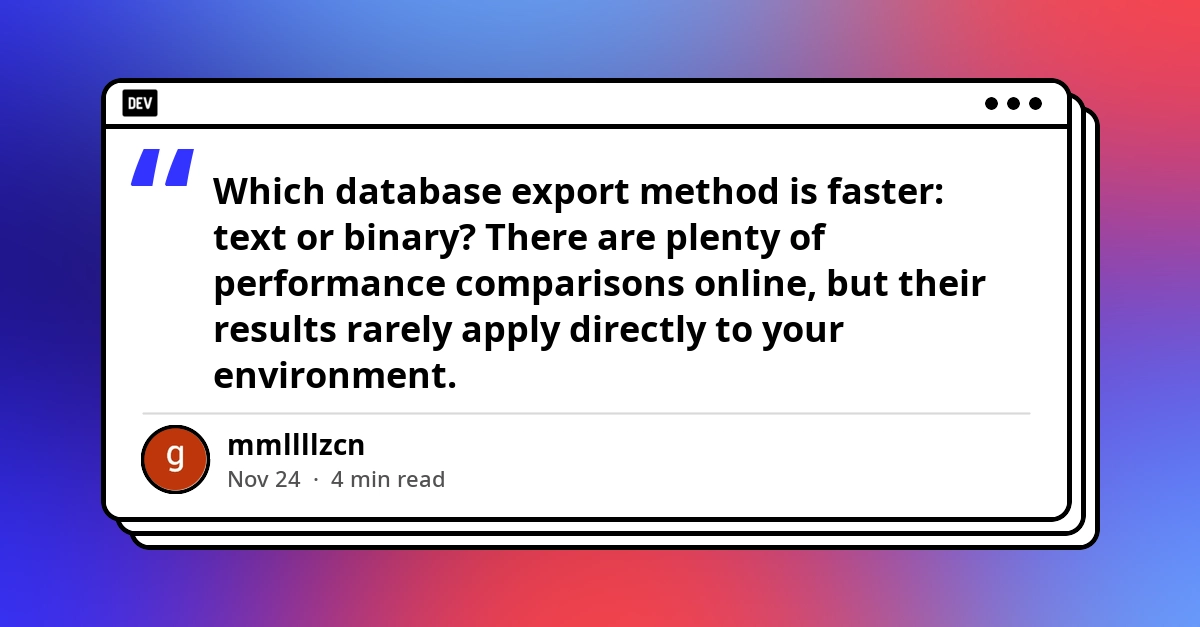 DEV
“
Which database export method is faster:
text or binary? There are plenty of
performance comparisons online, but their
results rarely apply directly to your
environment.
g
mmllllzcn
Nov 24 · 4 min read